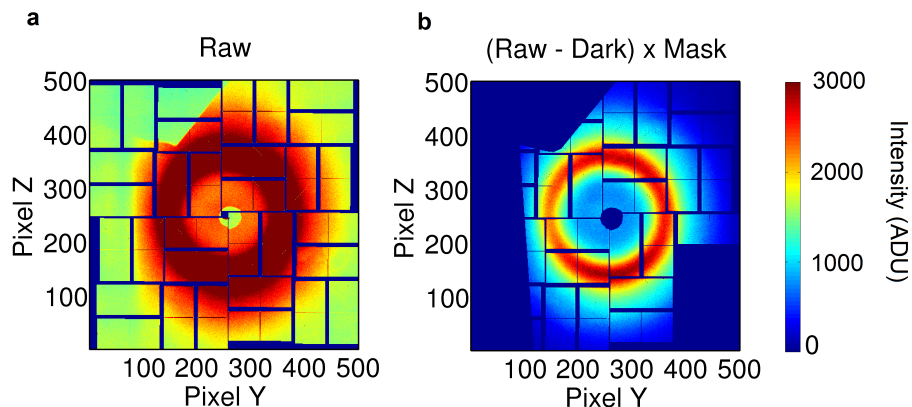 a
Raw
500
400
300
200
100
Pixel Z
100 200 300 400 500
Pixel Y
b
(Raw - Dark) x Mask
500
400
300
200
100
Pixel Z
100 200 300 400 500
Pixel Y
3000
2000
1000
0
Intensity (ADU)